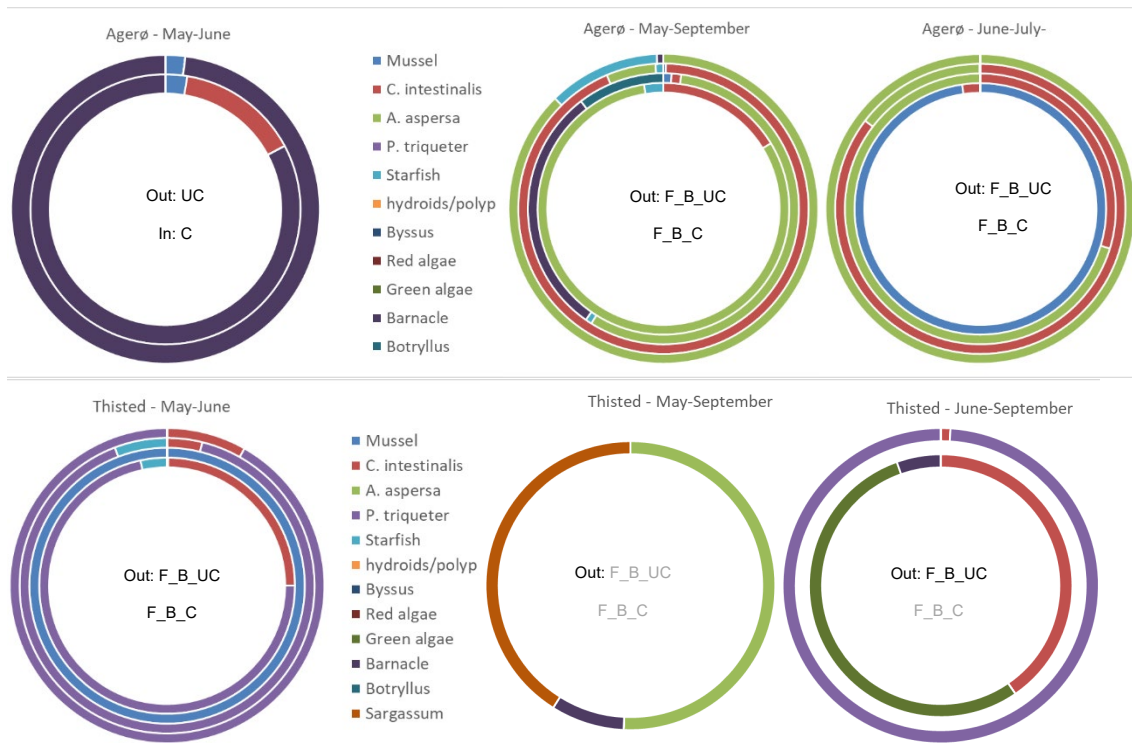 Agerø - May-June
Out: UC
In: C
Mussel
C. intestinalis
A. aspersa
P. triqueter
Starfish
hydroids/polyp
Byssus
Red algae
Green algae
Barnacle
Botryllus
Agerø - May-September
Out: F_B_UC
F_B_C
Agerø - June-July-
Out: F_B_UC
F_B_C
Thisted - May-June
Out: F_B_UC
F_B_C
Mussel
C. intestinalis
A. aspersa
P. triqueter
Starfish
hydroids/polyp
Byssus
Red algae
Green algae
Barnacle
Botryllus
Sargassum
Thisted - May-September
Out: F_B_UC
F_B_C
Thisted - June-September
Out: F_B_UC
F_B_C